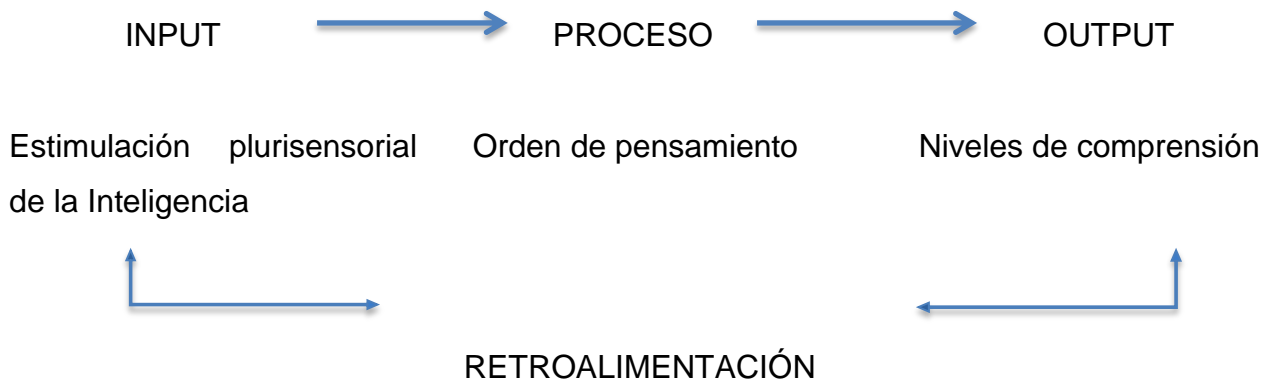 INPUT PROCESO OUTPUT
Estimulación plurisensorial Orden de pensamiento Niveles de comprensión
de la Inteligencia
RETROALIMENTACIÓN